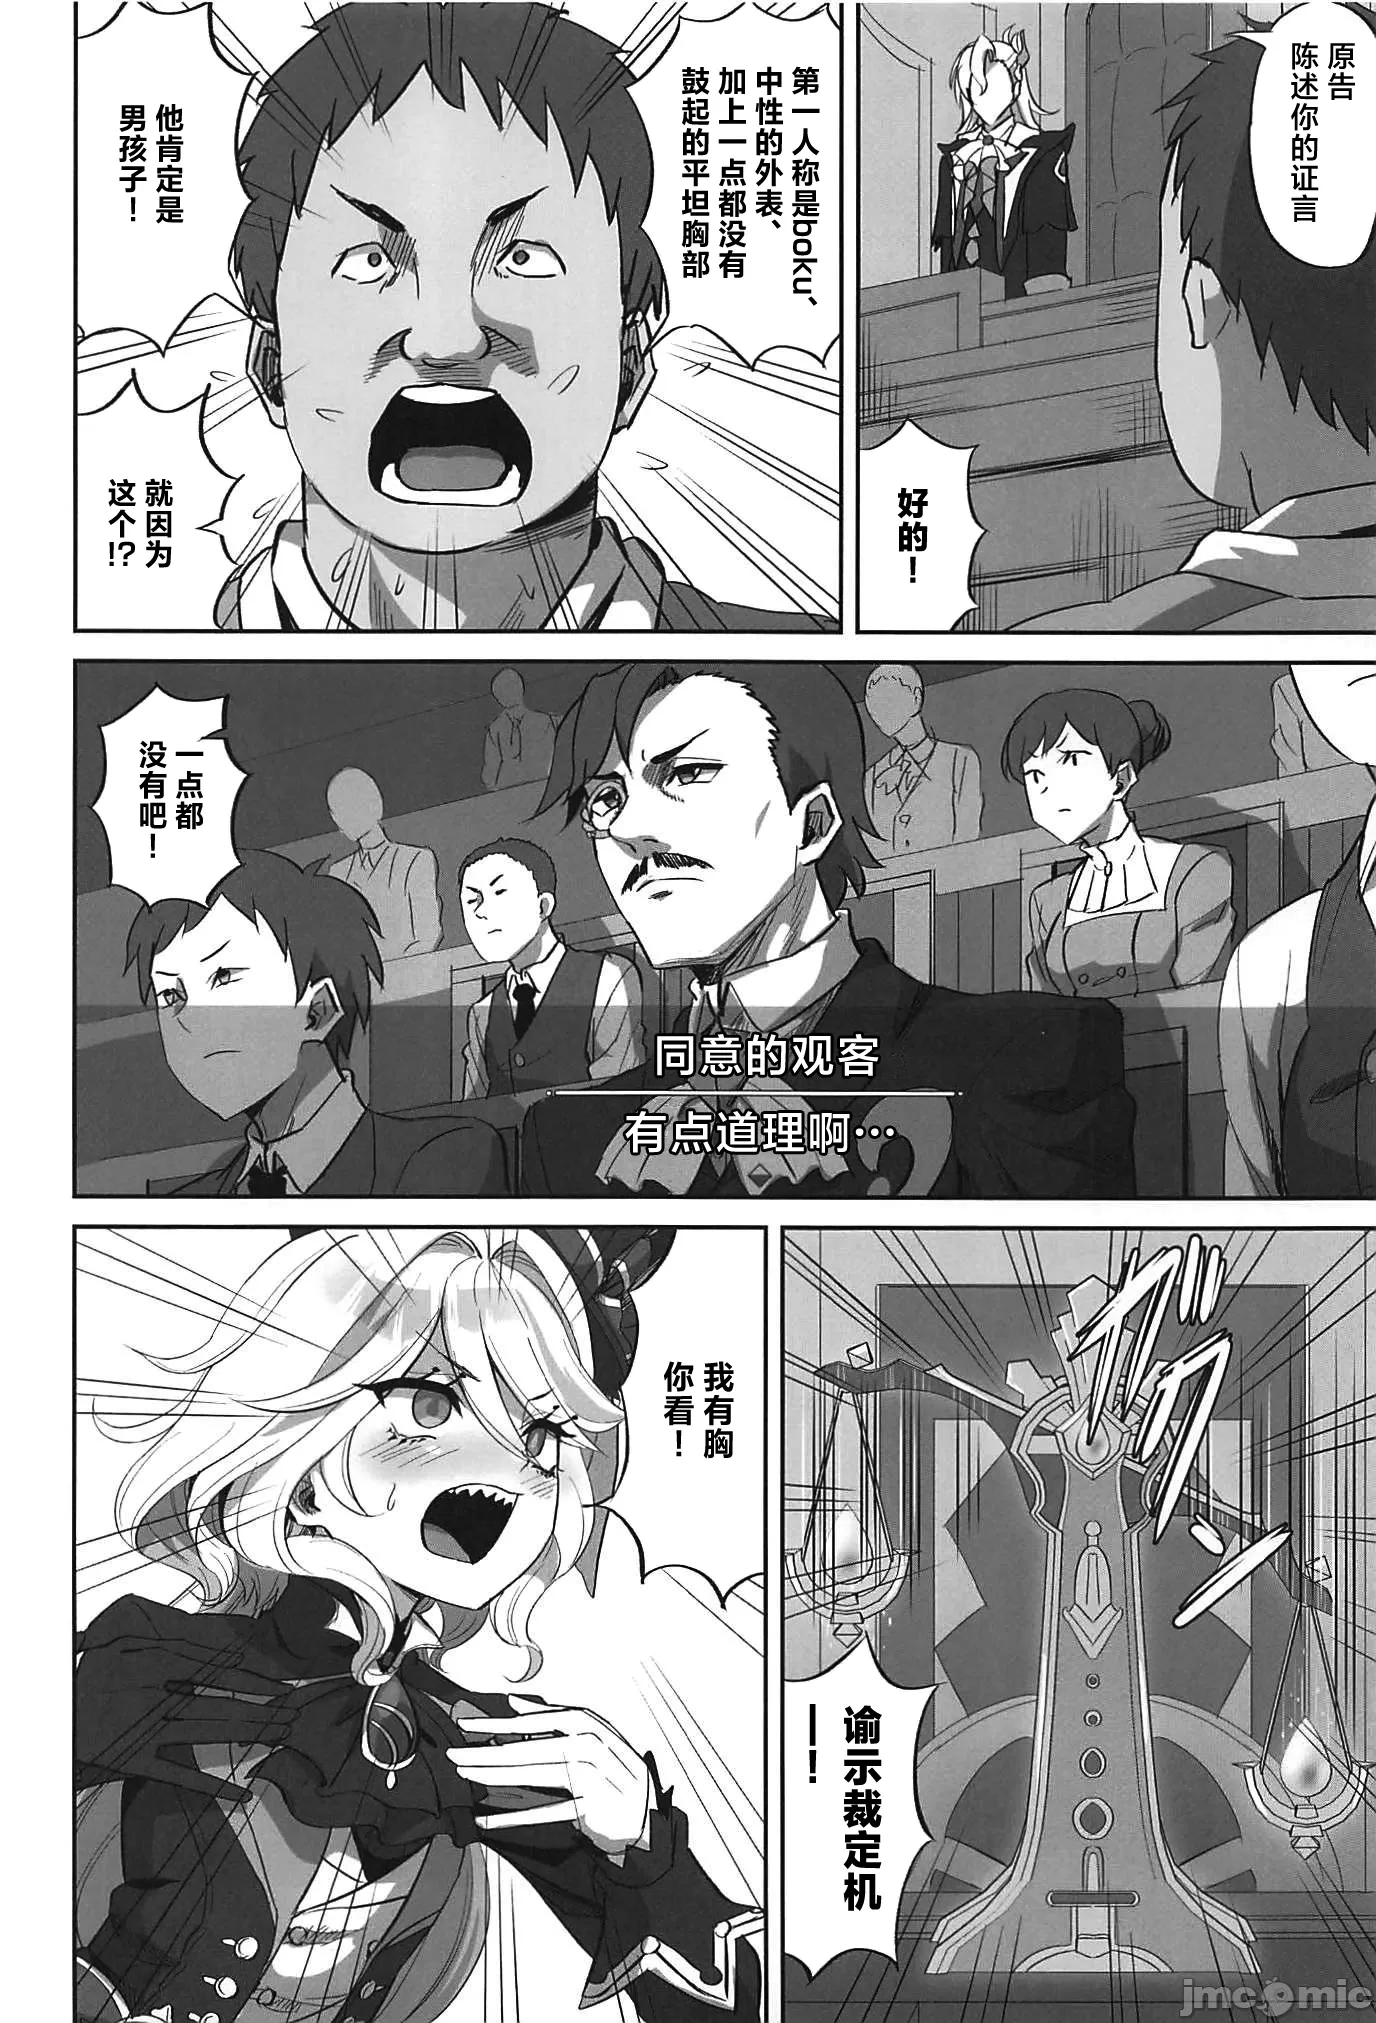 原告
陈述你的证言
好的！
第一人称是boku、
中性的外表、
加上一点都没有
鼓起的平坦胸部
他肯定是
男孩子！
就因为
这个!?
一点都
没有吧！
同意的观客
有点道理啊…
ガタガタ
谕示裁定机
——！
我有胸
你看！
jmcomic